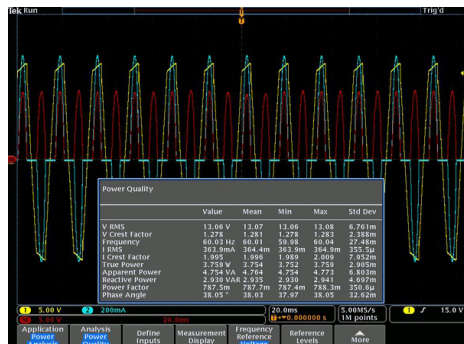 Tek Run
Trig'd
Power Quality
Value Mean Min Max Std Dev
V RMS 13.06 V 13.07 13.06 13.08 6.761m
V Crest Factor 1.278 1.281 1.278 1.283 2.388m
Frequency 60.03 Hz 60.01 59.98 60.04 27.48m
I RMS 363.9mA 364.4m 363.9m 364.9m 355.5µ
I Crest Factor 1.995 1.996 1.989 2.009 7.952m
True Power 3.759 W 3.754 3.752 3.759 2.905m
Apparent Power 4.754 VA 4.764 4.754 4.773 6.803m
Reactive Power 2.930 VAR 2.935 2.930 2.941 4.697m
Power Factor 787.5m 787.7m 787.4m 788.3m 350.6µ
Phase Angle 38.05 ° 38.03 37.97 38.05 32.62m
1 5.00 V 2 200mA 20.0ms 5.00MS/s 1 15.0 V
0.000000 s 1M points
20.0ms
Application Analysis Define Measurement Frequency Reference
Power Power Inputs Display Reference Levels More
Analysis Quality Voltage